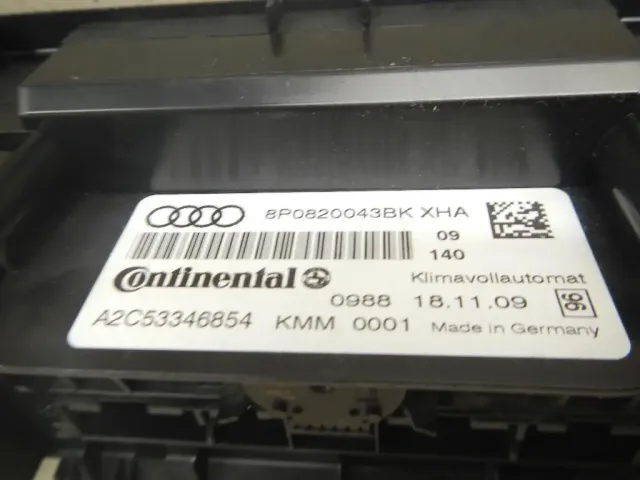 8P0820043BK XHA
09
140
Continental
Klimavollautomat
0988 18.11.09 96
A2C53346854 KMM 0001 Made in Germany